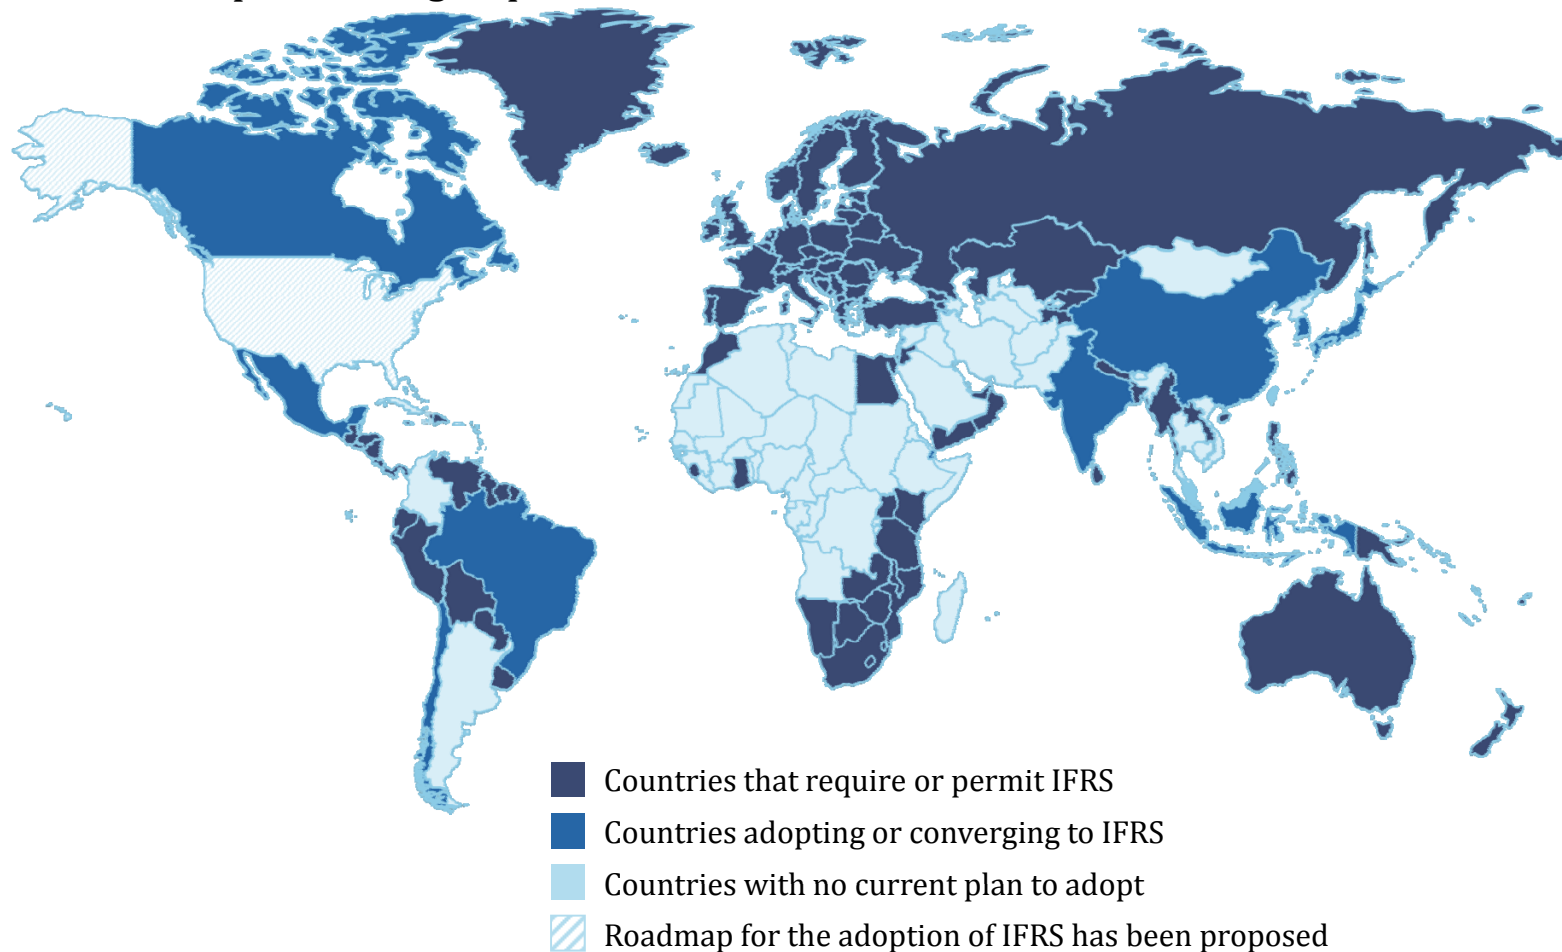 Countries that require or permit IFRS
Countries adopting or converging to IFRS
Countries with no current plan to adopt
Roadmap for the adoption of IFRS has been proposed